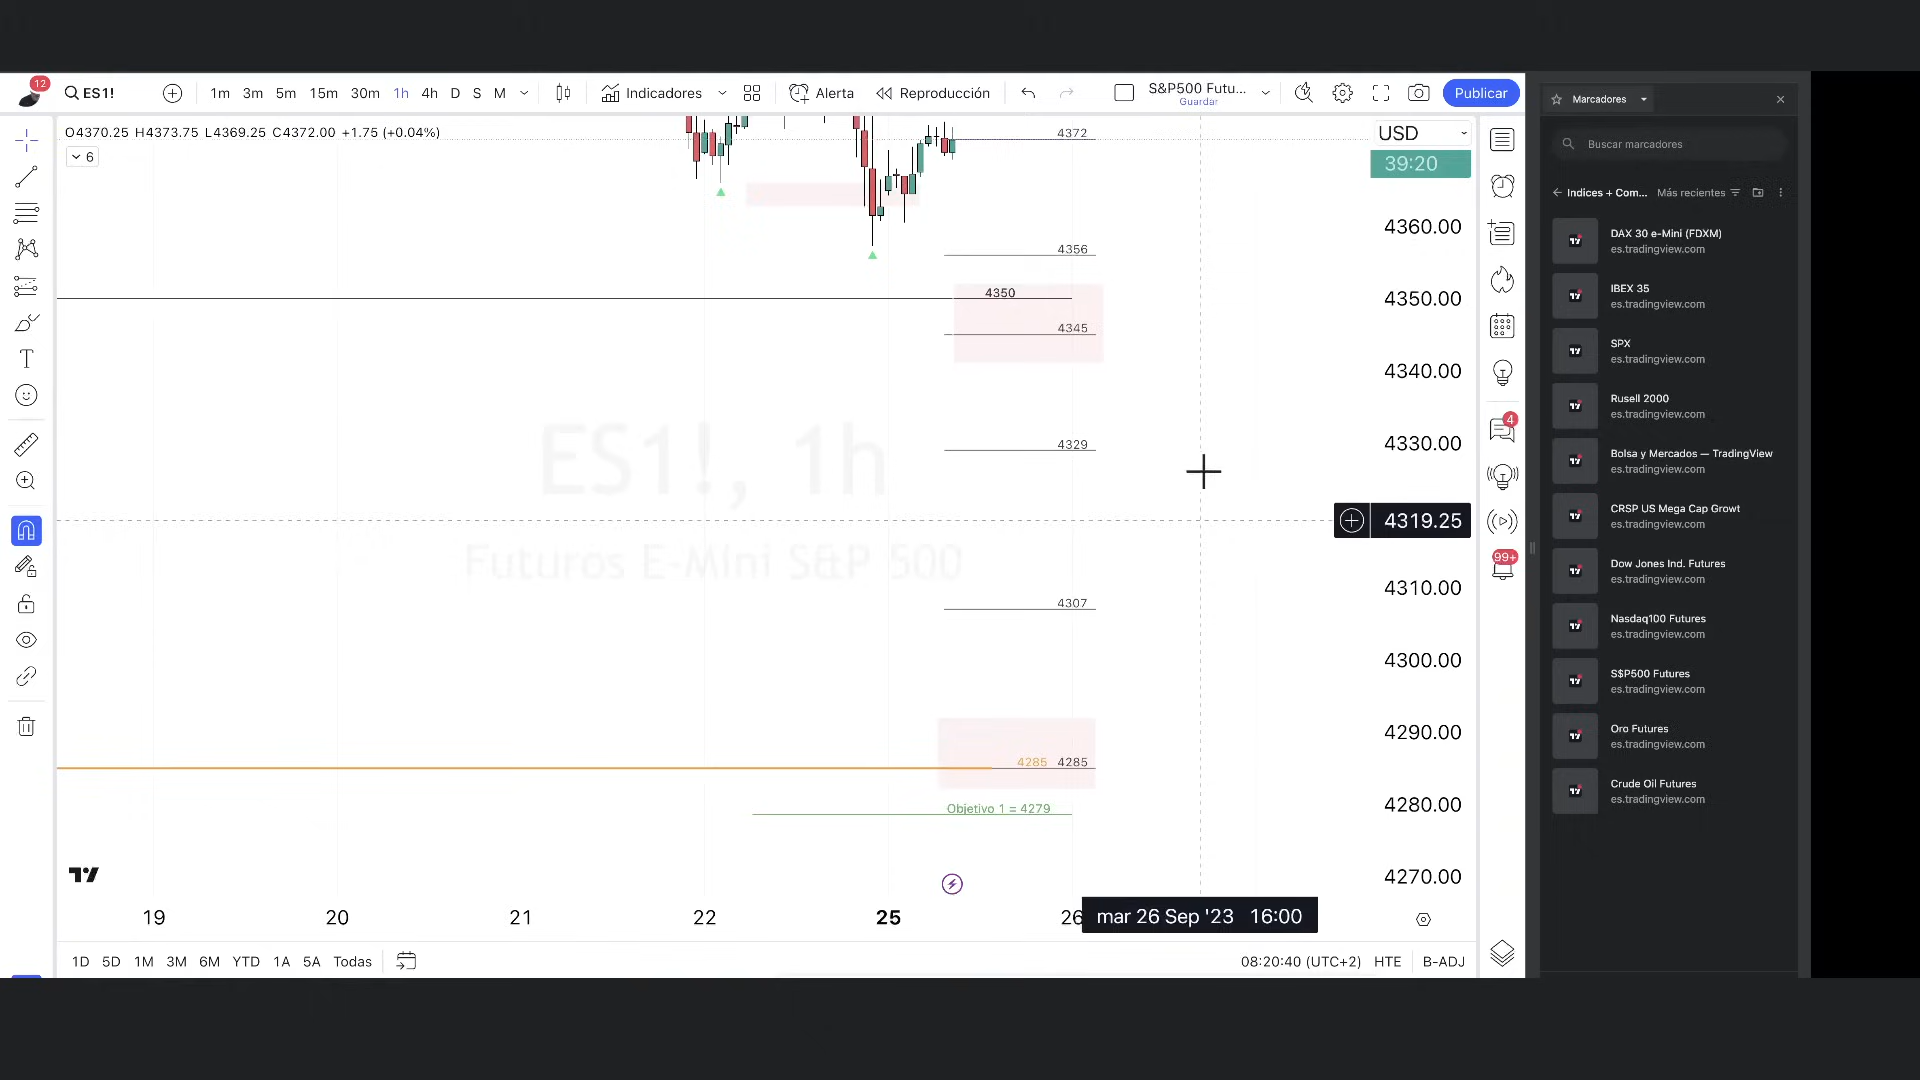 12
ES1!
1m 3m 5m 15m 30m 1h 4h D S M
Indicadores
Alerta
Reproducción
S&P500 Futu...
Guardar
Publicar
O4370.25 H4373.75 L4369.25 C4372.00 +1.75 (+0.04%)
6
4372
4356
4350
4345
4329
4307
4285 4285
Objetivo 1 = 4279
ES1!, 1h
Futuros E-Mini S&P 500
USD
39:20
4360.00
4350.00
4340.00
4330.00
4319.25
4310.00
4300.00
4290.00
4280.00
4270.00
19 20 21 22 25 26
mar 26 Sep '23 16:00
1D 5D 1M 3M 6M YTD 1A 5A Todas
08:20:40 (UTC+2) HTE B-ADJ
4
99+
Marcadores
Buscar marcadores
Indices + Com... Más recientes
DAX 30 e-Mini (FDXM)
es.tradingview.com
IBEX 35
es.tradingview.com
SPX
es.tradingview.com
Rusell 2000
es.tradingview.com
Bolsa y Mercados — TradingView
es.tradingview.com
CRSP US Mega Cap Growt
es.tradingview.com
Dow Jones Ind. Futures
es.tradingview.com
Nasdaq100 Futures
es.tradingview.com
S$P500 Futures
es.tradingview.com
Oro Futures
es.tradingview.com
Crude Oil Futures
es.tradingview.com